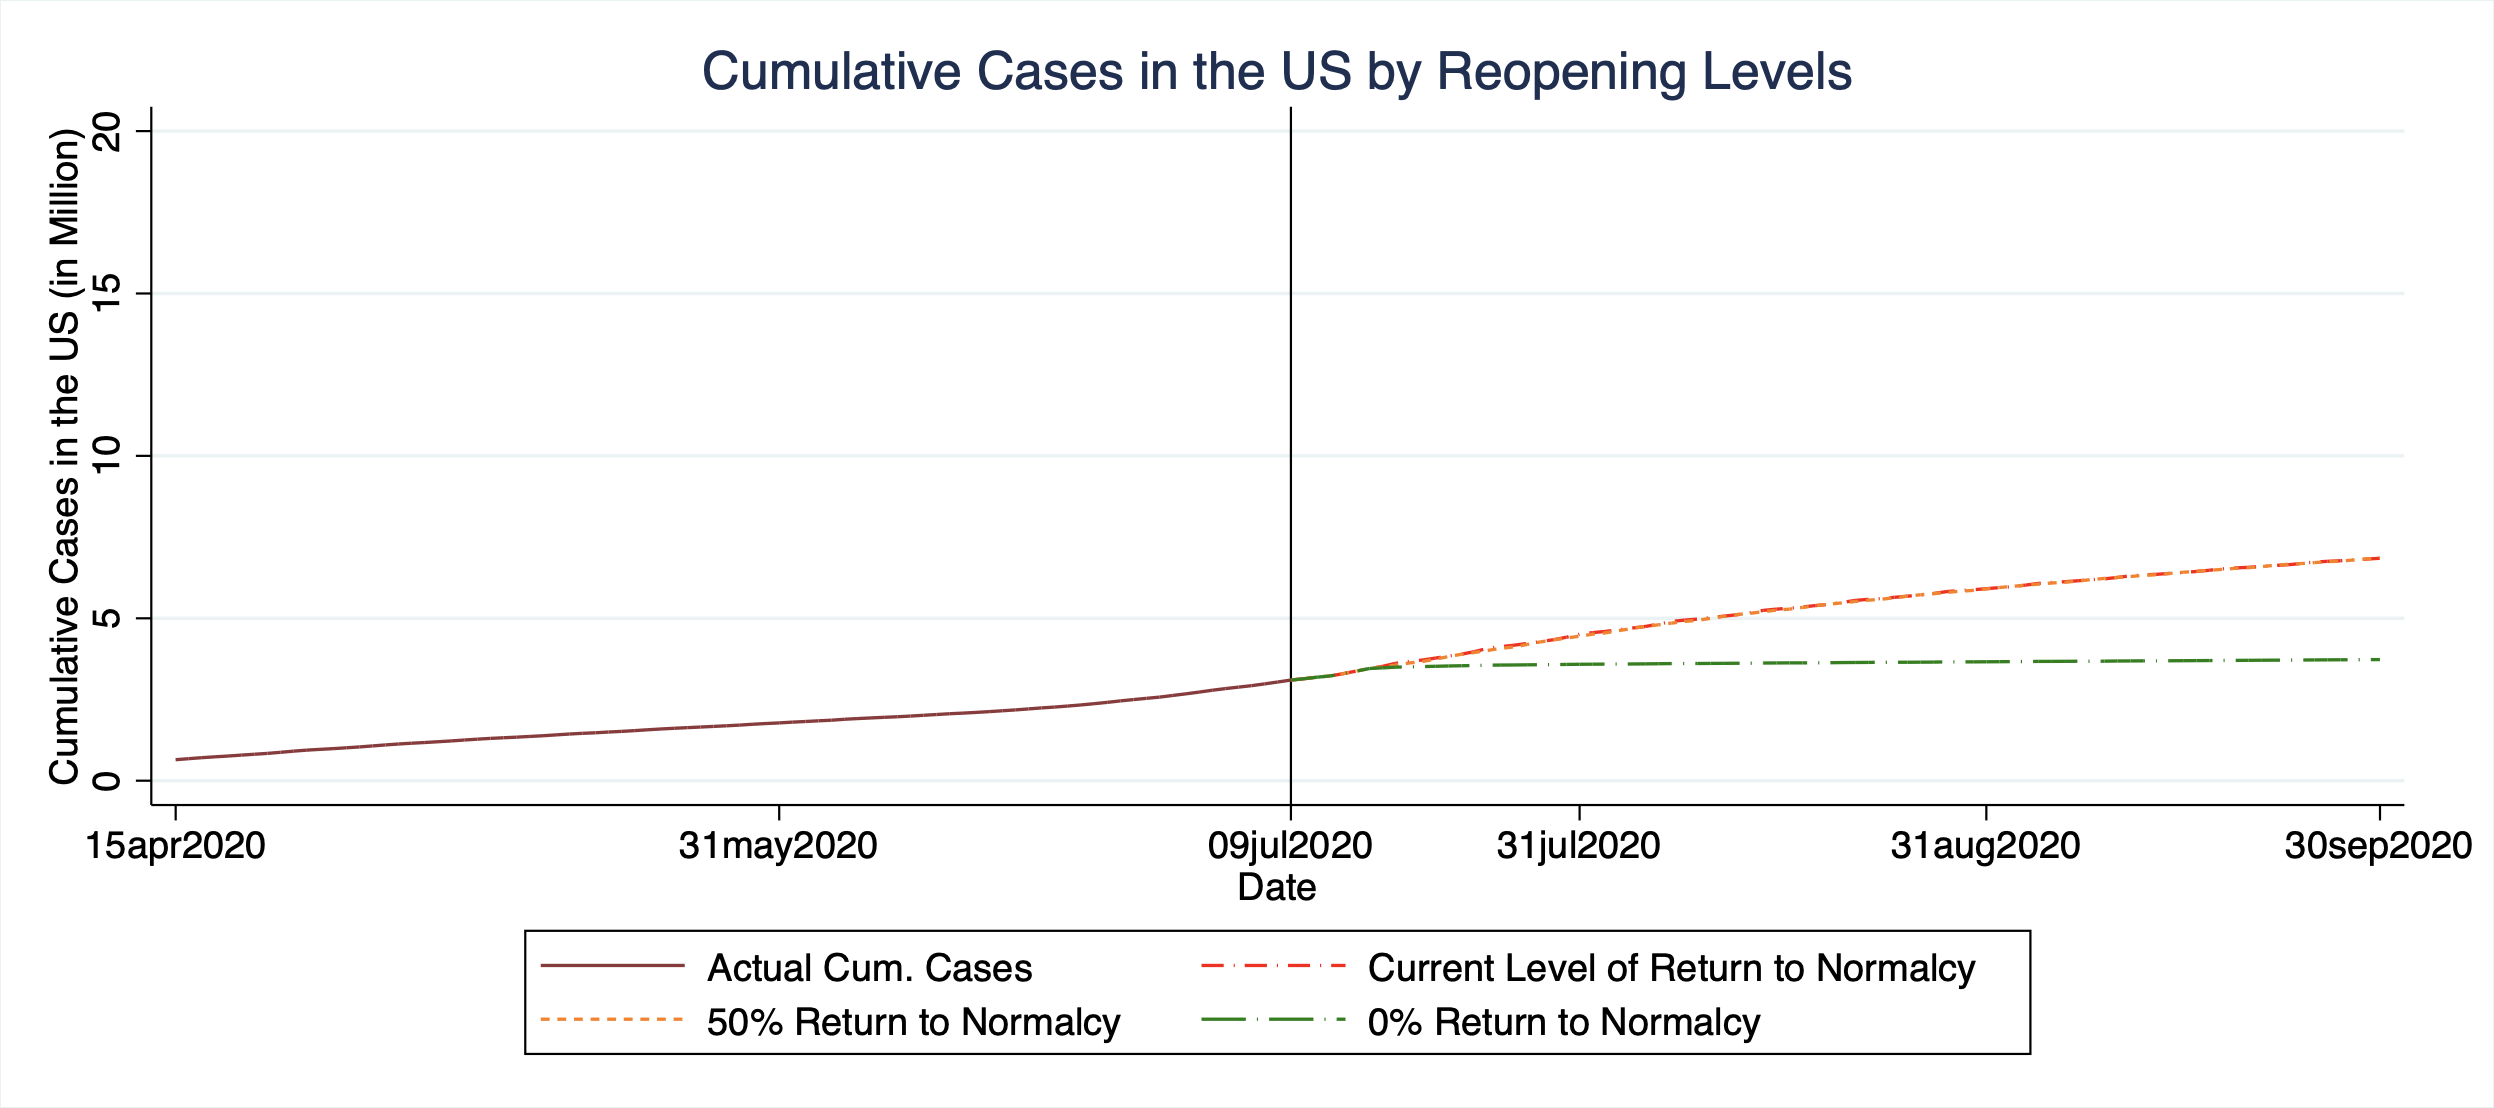 Cumulative Cases in the US by Reopening Levels
Cumulative Cases in the US (in Million)
20
15
10
5
0
15apr2020 31may2020 09jul2020 31jul2020 31aug2020 30sep2020
Date
Actual Cum. Cases Current Level of Return to Normalcy
50% Return to Normalcy 0% Return to Normalcy